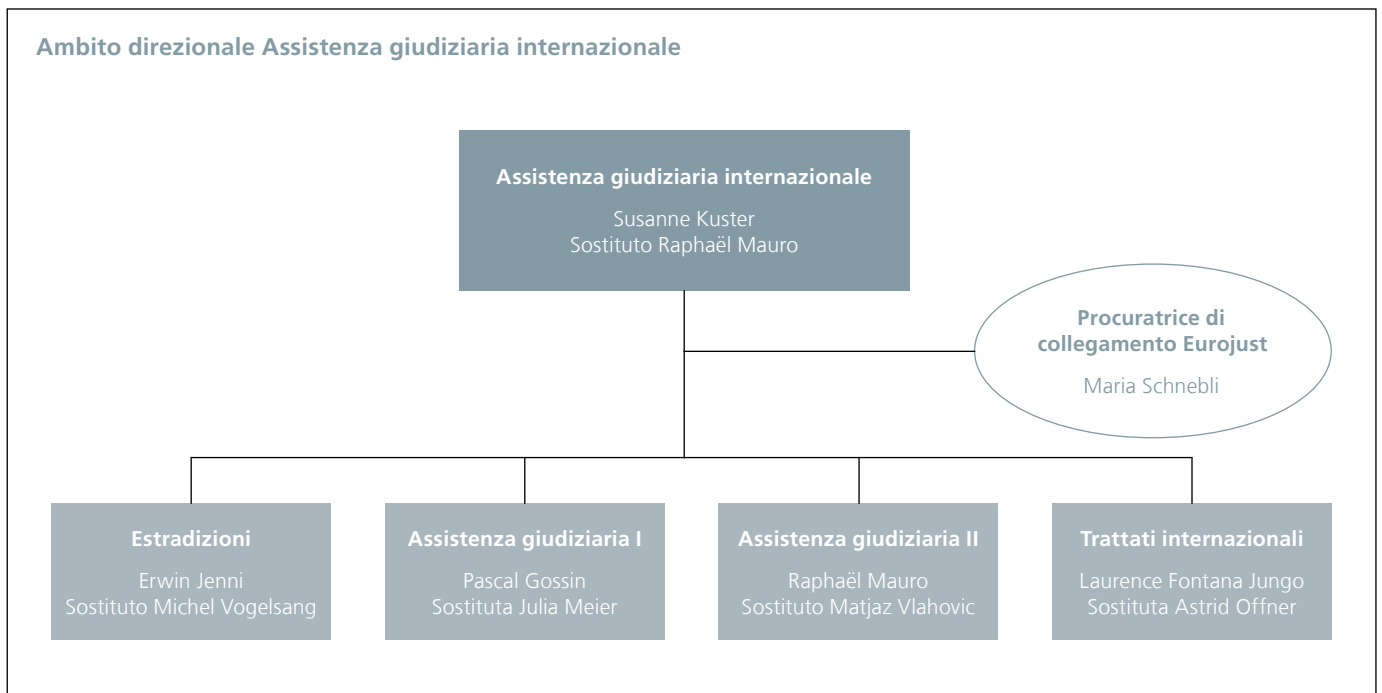 Ambito direzionale Assistenza giudiziaria internazionale
Assistenza giudiziaria internazionale
Susanne Kuster
Sostituto Raphaël Mauro
Procuratrice di
collegamento Eurojust
Maria Schnebli
Estradizioni
Erwin Jenni
Sostituto Michel Vogelsang
Assistenza giudiziaria I
Pascal Gossin
Sostituta Julia Meier
Assistenza giudiziaria II
Raphaël Mauro
Sostituto Matjaz Vlahovic
Trattati internazionali
Laurence Fontana Jungo
Sostituta Astrid Offner